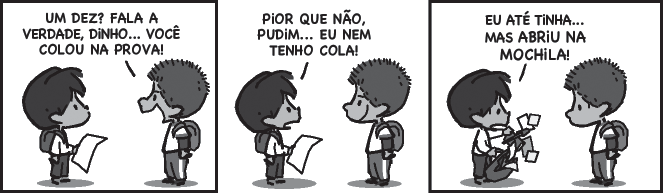 UM DEZ? FALA A
VERDADE, DINHO... VOCÊ
COLOU NA PROVA!
PIOR QUE NÃO,
PUDIM... EU NEM
TENHO COLA!
EU ATÉ TINHA...
MAS ABRIU NA
MOCHILA!